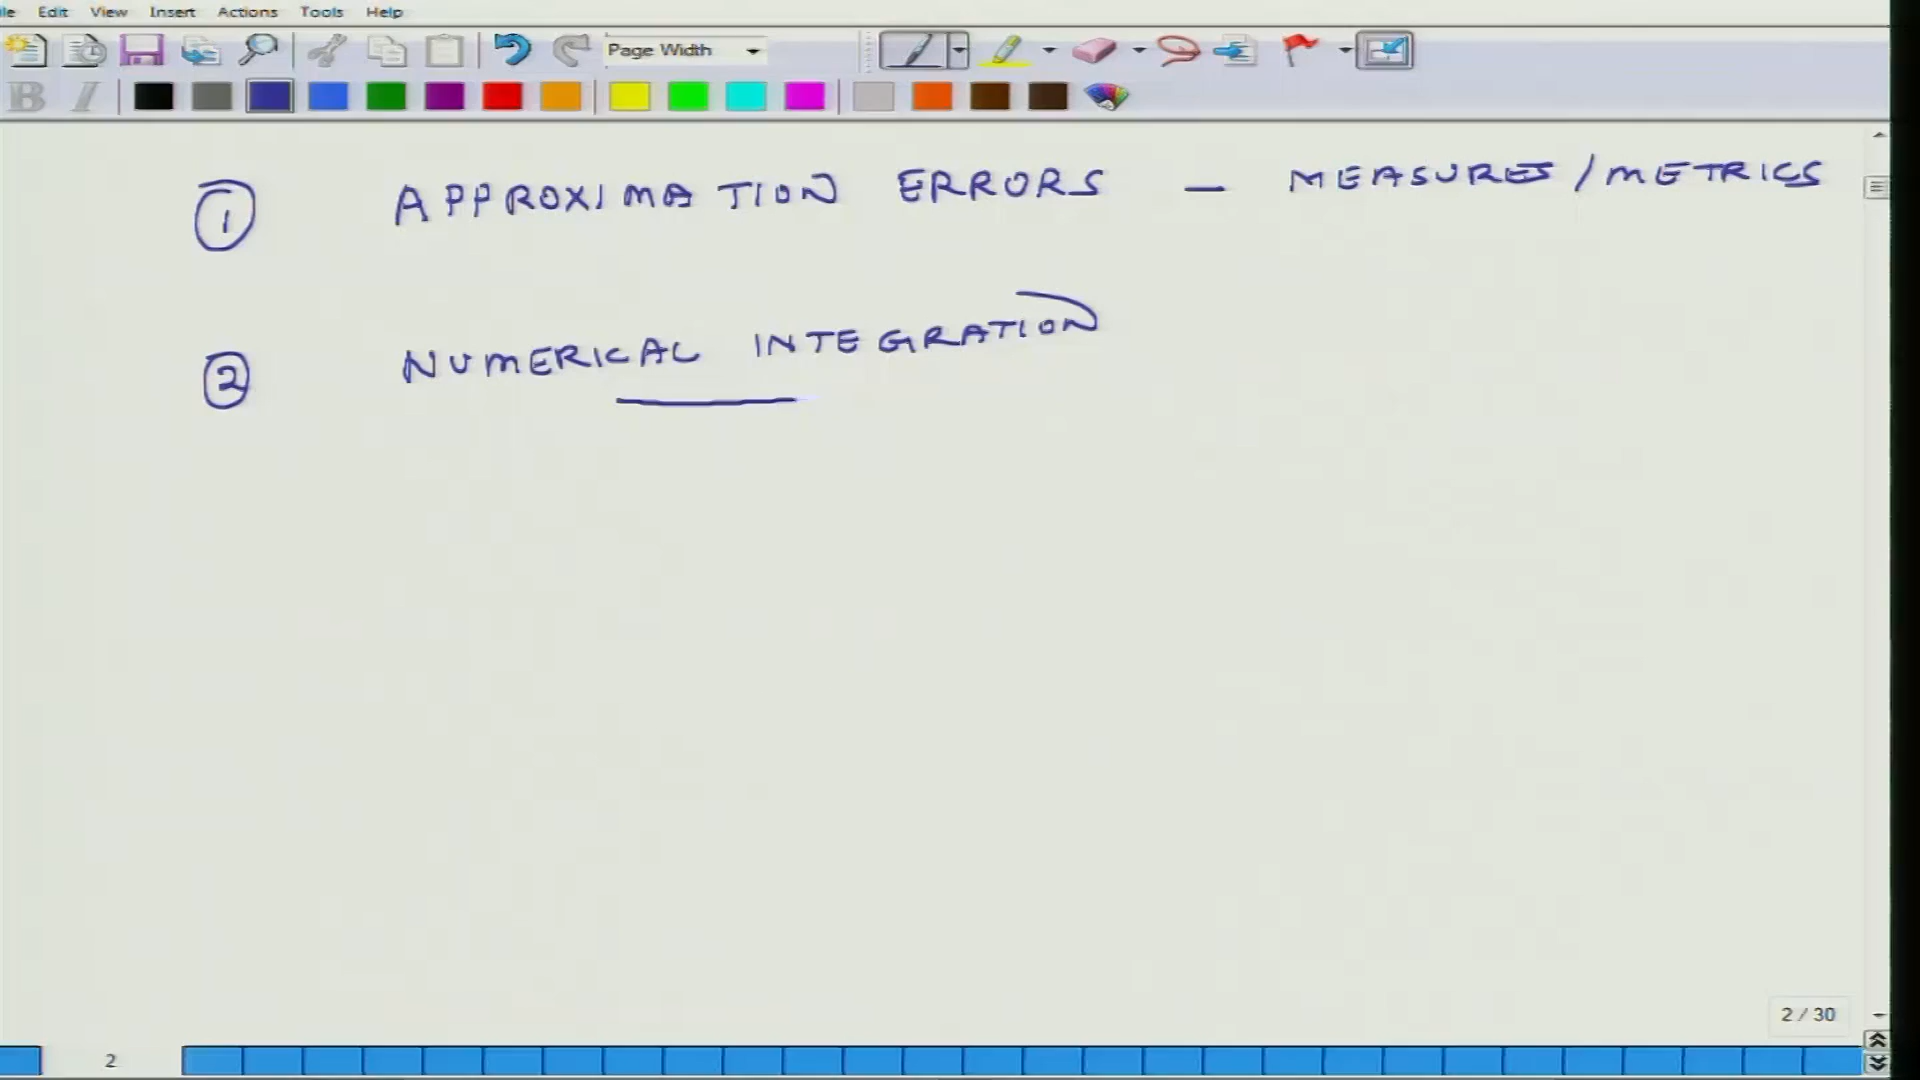 le Edit View Insert Actions Tools Help
Page Width
B I
① APPROXIMATION ERRORS — MEASURES/METRICS
② NUMERICAL INTEGRATION
2 / 30
2